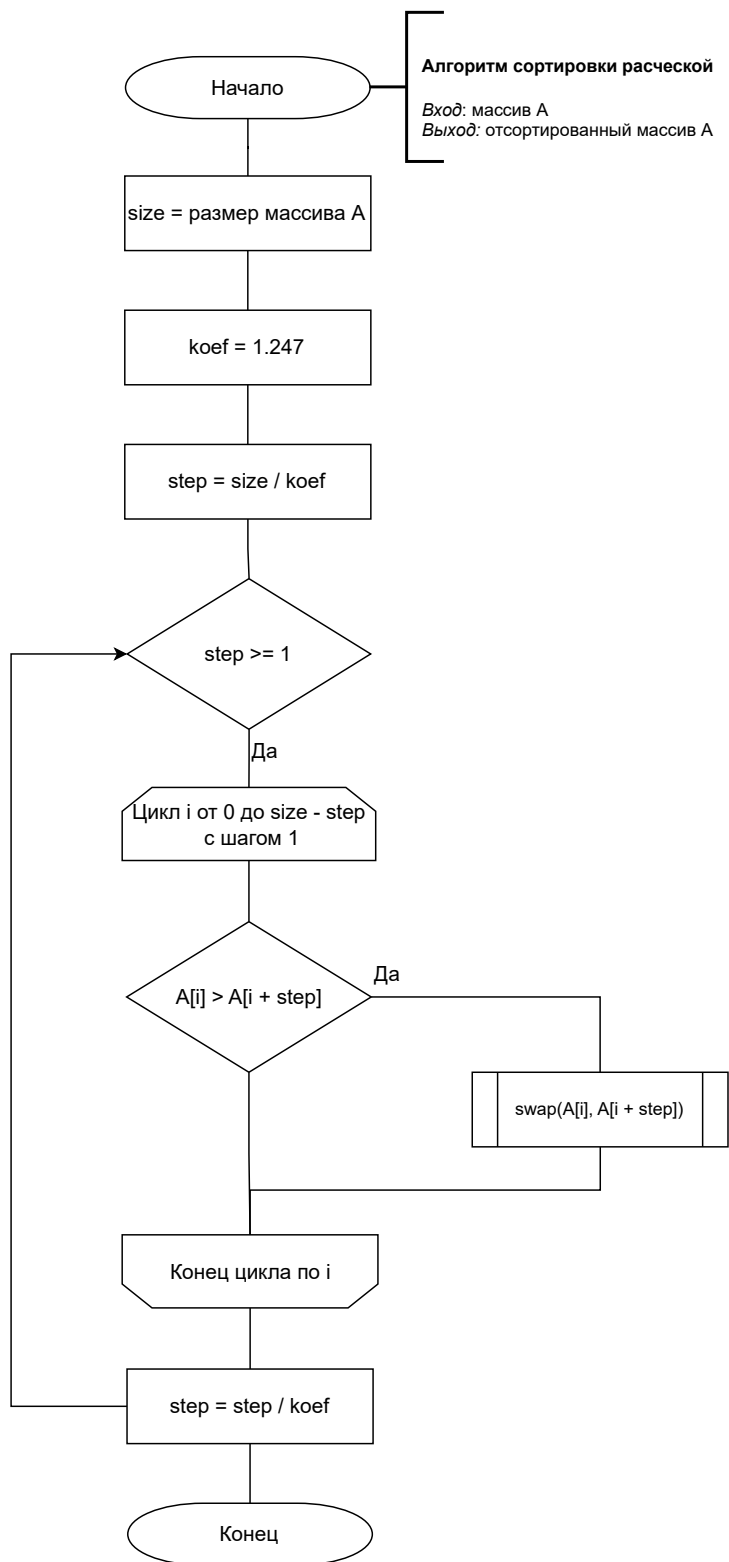 Начало
Алгоритм сортировки расческой
Вход: массив A
Выход: отсортированный массив A
size = размер массива A
koef = 1.247
step = size / koef
step >= 1
Да
Цикл i от 0 до size - step
с шагом 1
A[i] > A[i + step]
Да
swap(A[i], A[i + step])
Конец цикла по i
step = step / koef
Конец